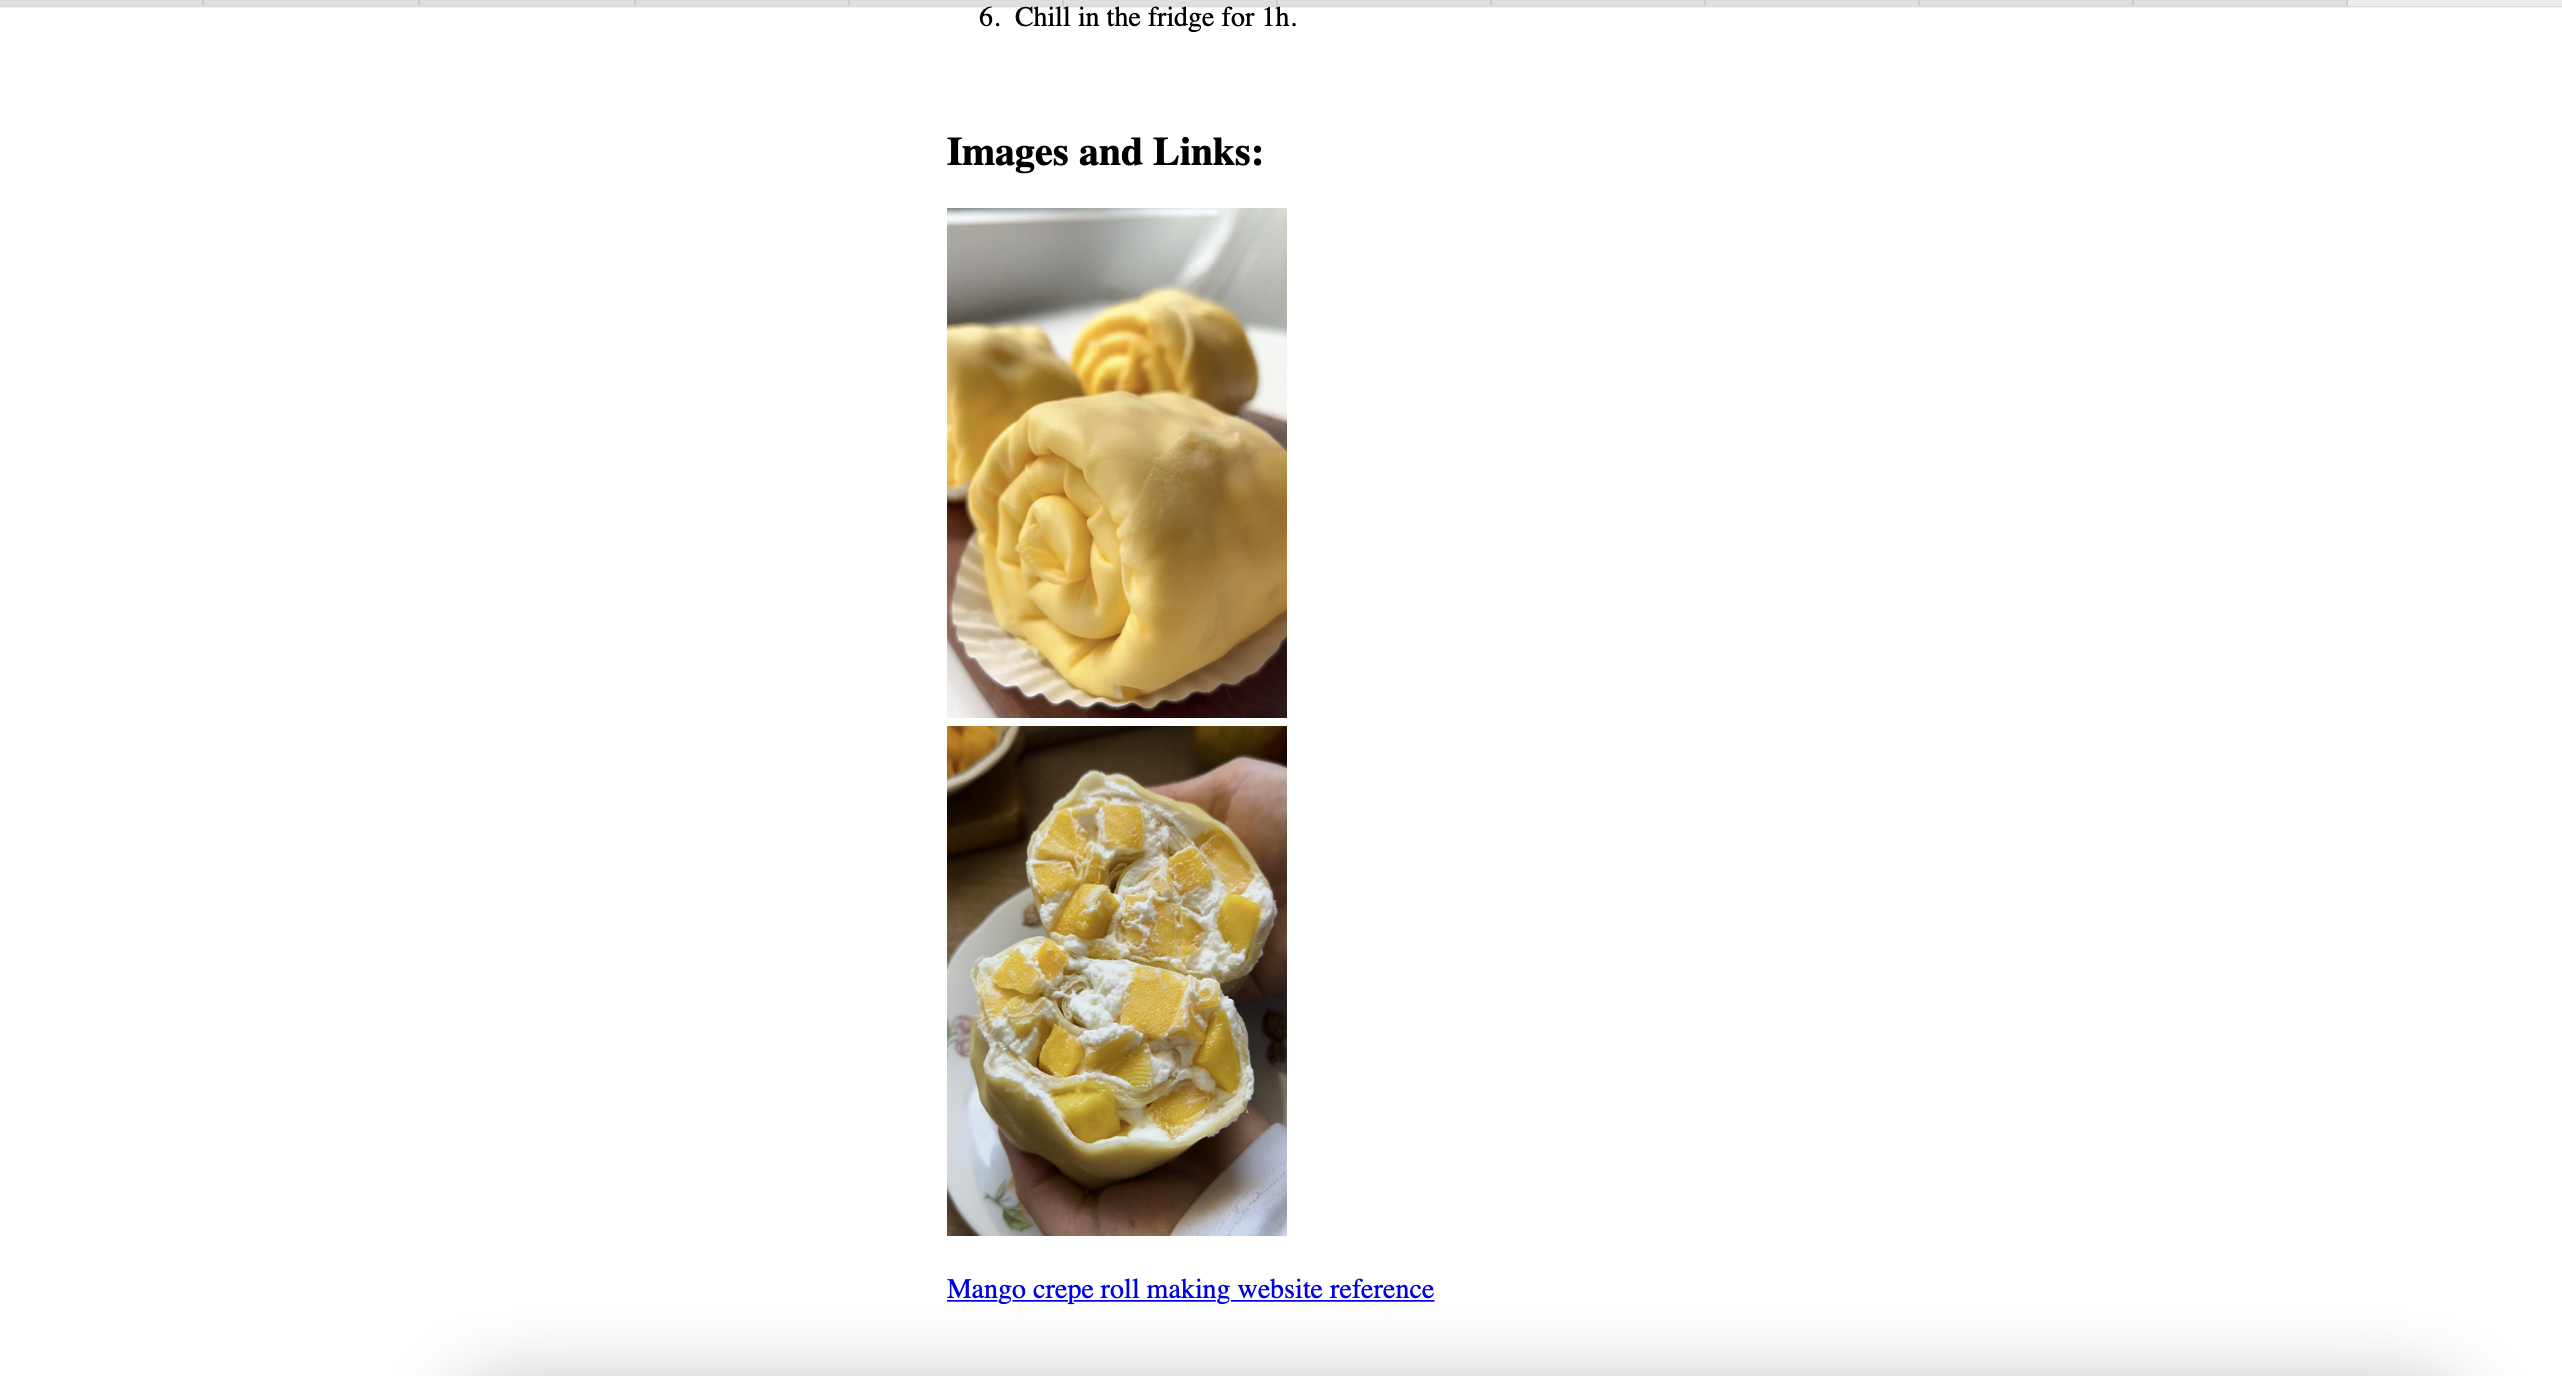 6. Chill in the fridge for 1h.
Images and Links:
Mango crepe roll making website reference